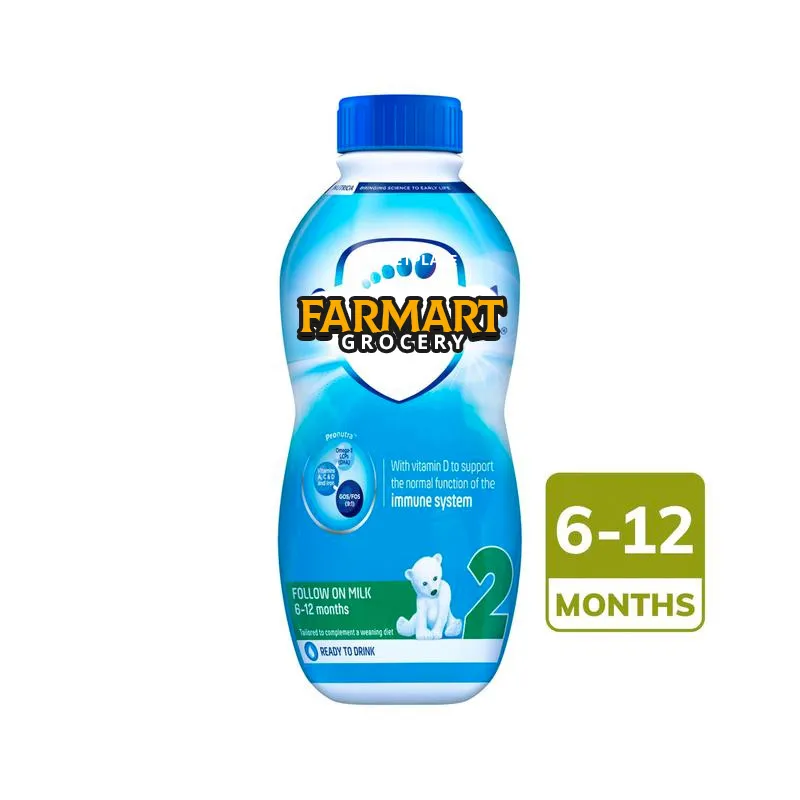 NUTRICIA BRINGING SCIENCE TO EARLY LIFE
FARMART
GROCERY
Pronutra™
Omega-3
LCPs
(DHA)
Vitamins
A, C & D
and Iron
GOS/FOS
(9:1)
With vitamin D to support
the normal function of the
immune system
2
FOLLOW ON MILK
6-12 months
Tailored to complement a weaning diet
READY TO DRINK
6-12
MONTHS